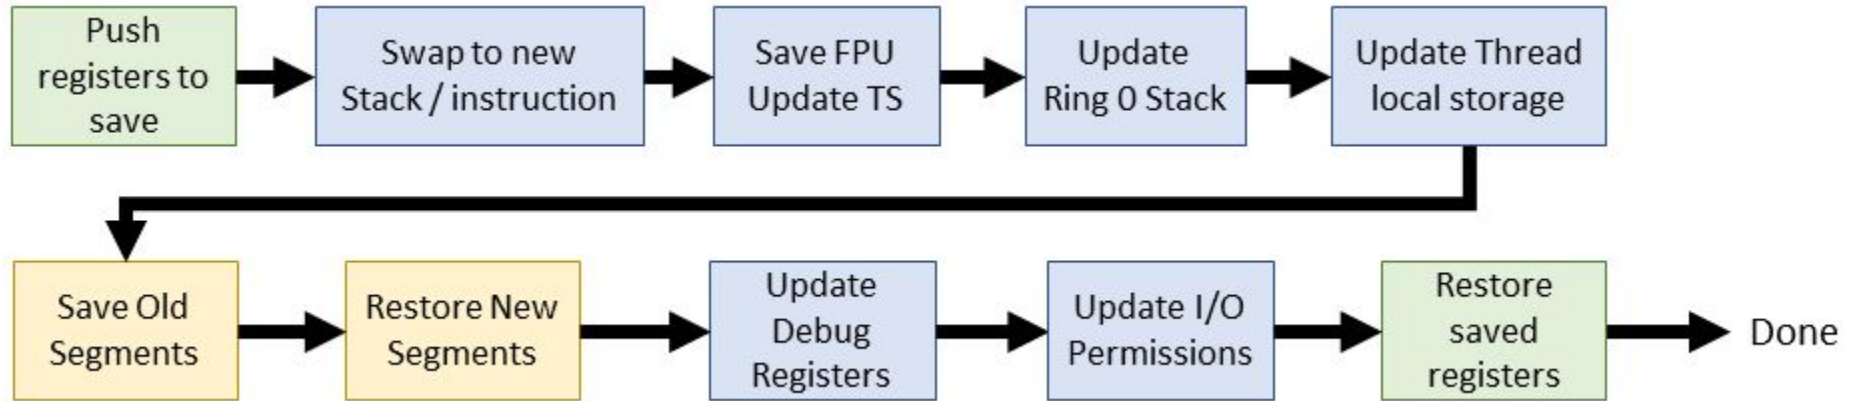 Push
registers to
save
Swap to new
Stack / instruction
Save FPU
Update TS
Update
Ring 0 Stack
Update Thread
local storage
Save Old
Segments
Restore New
Segments
Update
Debug
Registers
Update I/O
Permissions
Restore
saved
registers
Done